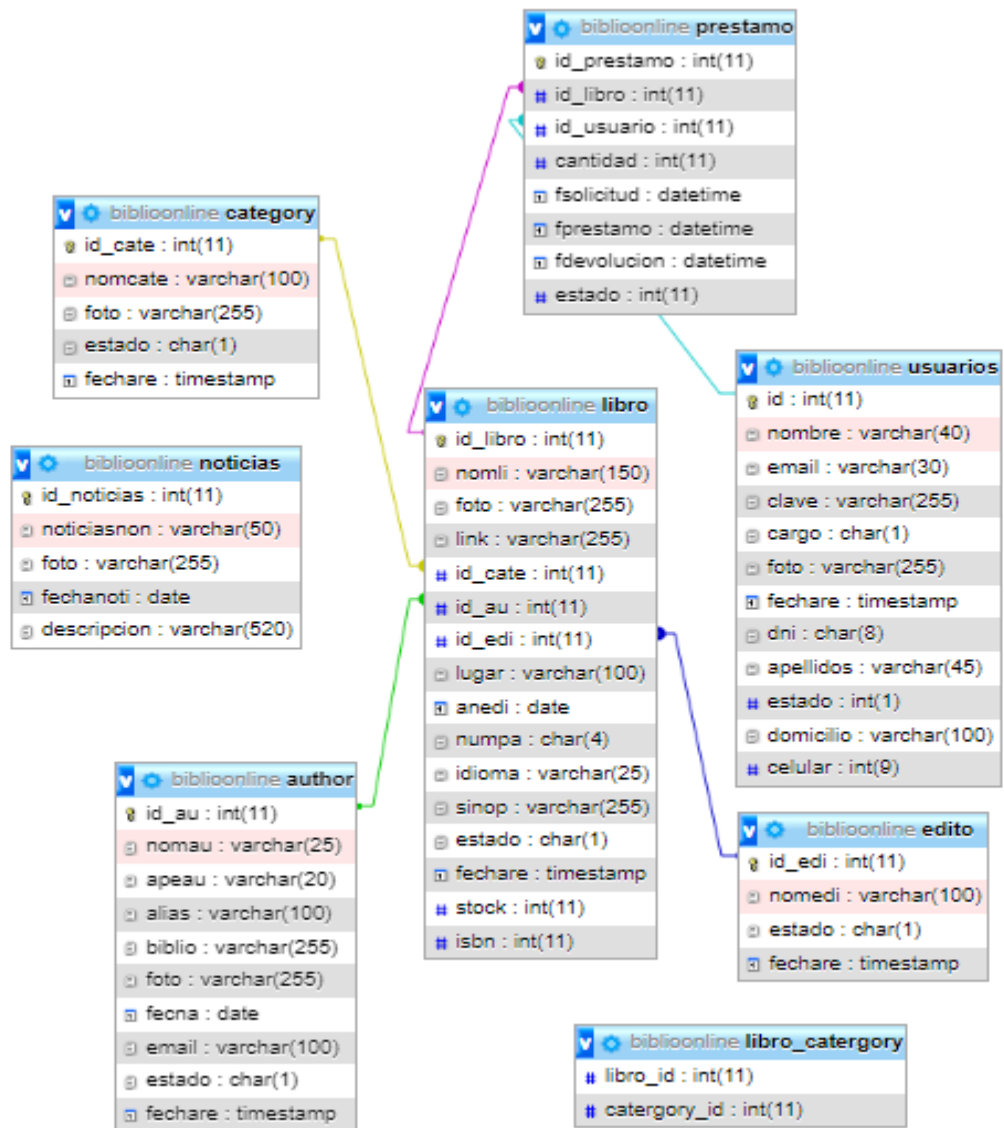 biblioonline prestamo
id_prestamo : int(11)
id_libro : int(11)
id_usuario : int(11)
cantidad : int(11)
fsolicitud : datetime
fprestamo : datetime
fdevolucion : datetime
estado : int(11)
biblioonline category
id_cate : int(11)
nomcate : varchar(100)
foto : varchar(255)
estado : char(1)
fechare : timestamp
biblioonline noticias
id_noticias : int(11)
noticiasnon : varchar(50)
foto : varchar(255)
fechanoti : date
descripcion : varchar(520)
biblioonline libro
id_libro : int(11)
nomli : varchar(150)
foto : varchar(255)
link : varchar(255)
id_cate : int(11)
id_au : int(11)
id_edi : int(11)
lugar : varchar(100)
anedi : date
numpa : char(4)
idioma : varchar(25)
sinop : varchar(255)
estado : char(1)
fechare : timestamp
stock : int(11)
isbn : int(11)
biblioonline usuarios
id : int(11)
nombre : varchar(40)
email : varchar(30)
clave : varchar(255)
cargo : char(1)
foto : varchar(255)
fechare : timestamp
dni : char(8)
apellidos : varchar(45)
estado : int(1)
domicilio : varchar(100)
celular : int(9)
biblioonline author
id_au : int(11)
nomau : varchar(25)
apeau : varchar(20)
alias : varchar(100)
biblio : varchar(255)
foto : varchar(255)
fecna : date
email : varchar(100)
estado : char(1)
fechare : timestamp
biblioonline edito
id_edi : int(11)
nomedi : varchar(100)
estado : char(1)
fechare : timestamp
biblioonline libro_catergory
libro_id : int(11)
catergory_id : int(11)